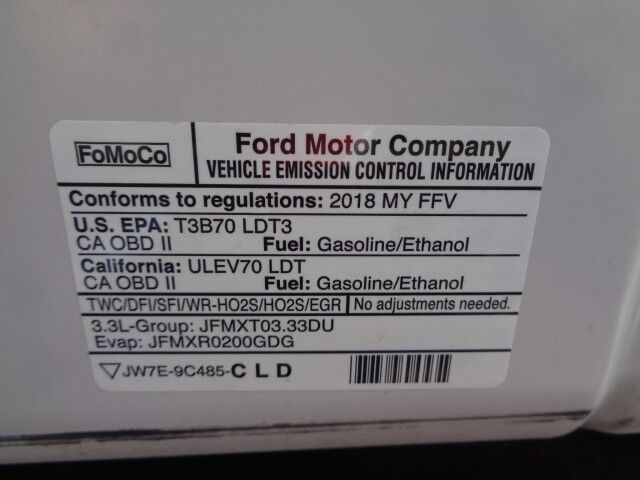 FoMoCo
Ford Motor Company
VEHICLE EMISSION CONTROL INFORMATION
Conforms to regulations: 2018 MY FFV
U.S. EPA: T3B70 LDT3
CA OBD II Fuel: Gasoline/Ethanol
California: ULEV70 LDT
CA OBD II Fuel: Gasoline/Ethanol
TWC/DFI/SFI/WR-HO2S/HO2S/EGR No adjustments needed.
3.3L-Group: JFMXT03.33DU
Evap: JFMXR0200GDG
JW7E-9C485-C L D